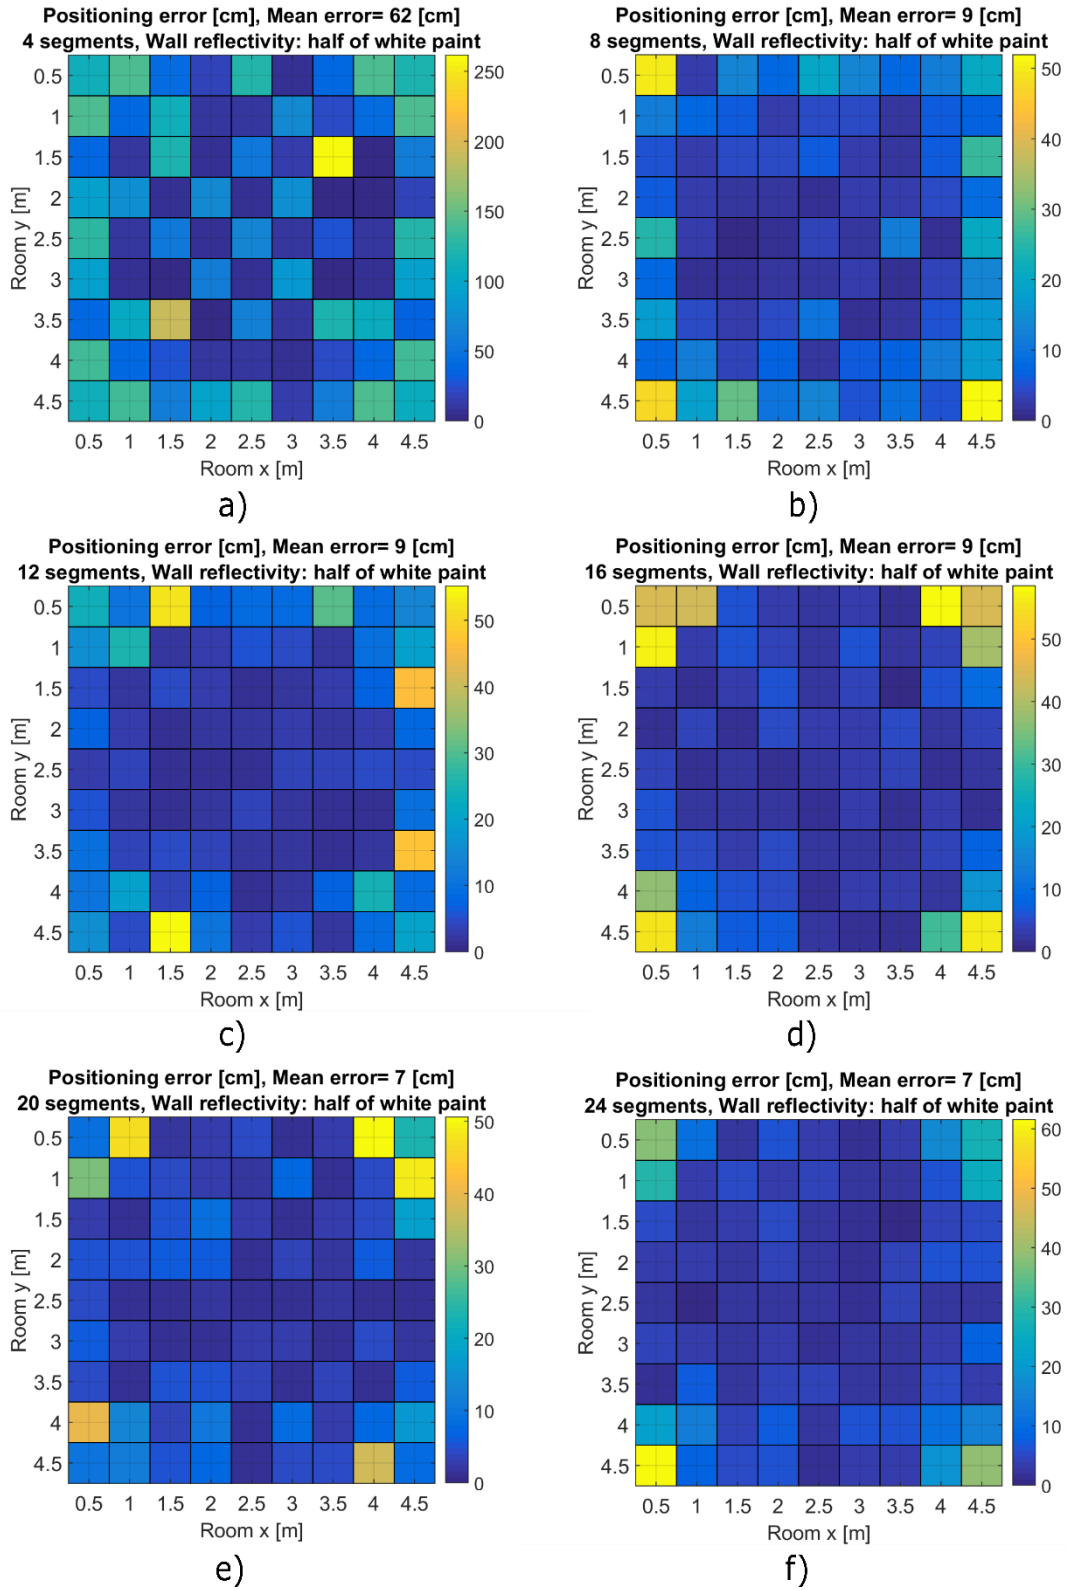 Positioning error [cm], Mean error= 62 [cm]
4 segments, Wall reflectivity: half of white paint
0.5
1
1.5
2
2.5
3
3.5
4
4.5
Room y [m]
0.5 1 1.5 2 2.5 3 3.5 4 4.5
Room x [m]
250
200
150
100
50
0
a)
Positioning error [cm], Mean error= 9 [cm]
8 segments, Wall reflectivity: half of white paint
0.5
1
1.5
2
2.5
3
3.5
4
4.5
Room y [m]
0.5 1 1.5 2 2.5 3 3.5 4 4.5
Room x [m]
50
40
30
20
10
0
b)
Positioning error [cm], Mean error= 9 [cm]
12 segments, Wall reflectivity: half of white paint
0.5
1
1.5
2
2.5
3
3.5
4
4.5
Room y [m]
0.5 1 1.5 2 2.5 3 3.5 4 4.5
Room x [m]
50
40
30
20
10
0
c)
Positioning error [cm], Mean error= 9 [cm]
16 segments, Wall reflectivity: half of white paint
0.5
1
1.5
2
2.5
3
3.5
4
4.5
Room y [m]
0.5 1 1.5 2 2.5 3 3.5 4 4.5
Room x [m]
50
40
30
20
10
0
d)
Positioning error [cm], Mean error= 7 [cm]
20 segments, Wall reflectivity: half of white paint
0.5
1
1.5
2
2.5
3
3.5
4
4.5
Room y [m]
0.5 1 1.5 2 2.5 3 3.5 4 4.5
Room x [m]
50
40
30
20
10
0
e)
Positioning error [cm], Mean error= 7 [cm]
24 segments, Wall reflectivity: half of white paint
0.5
1
1.5
2
2.5
3
3.5
4
4.5
Room y [m]
0.5 1 1.5 2 2.5 3 3.5 4 4.5
Room x [m]
60
50
40
30
20
10
0
f)